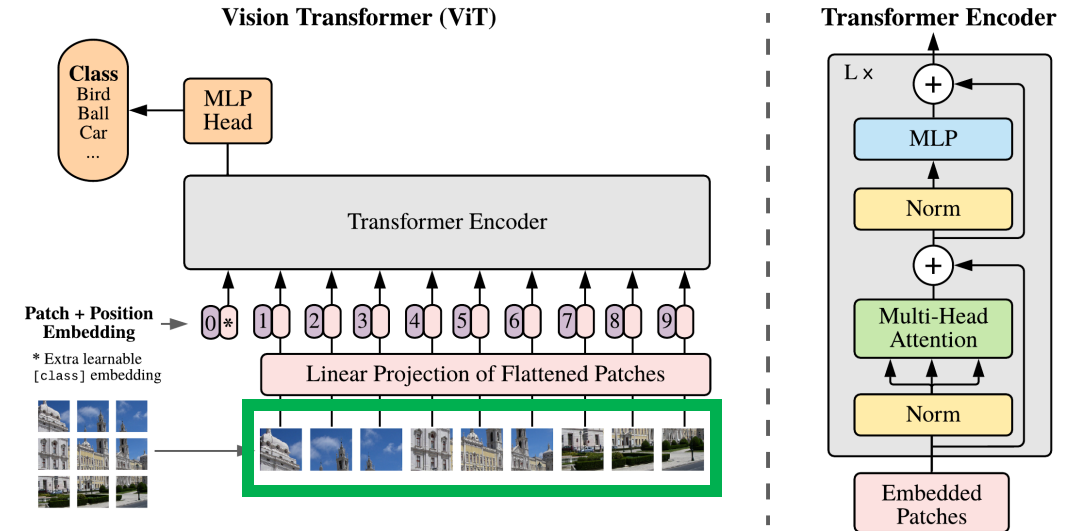 Vision Transformer (ViT)
Class
Bird
Ball
Car
...
MLP
Head
Transformer Encoder
Patch + Position
Embedding
0 * 1 2 3 4 5 6 7 8 9
* Extra learnable
[class] embedding
Linear Projection of Flattened Patches
Transformer Encoder
L ×
+
MLP
Norm
+
Multi-Head
Attention
Norm
Embedded
Patches